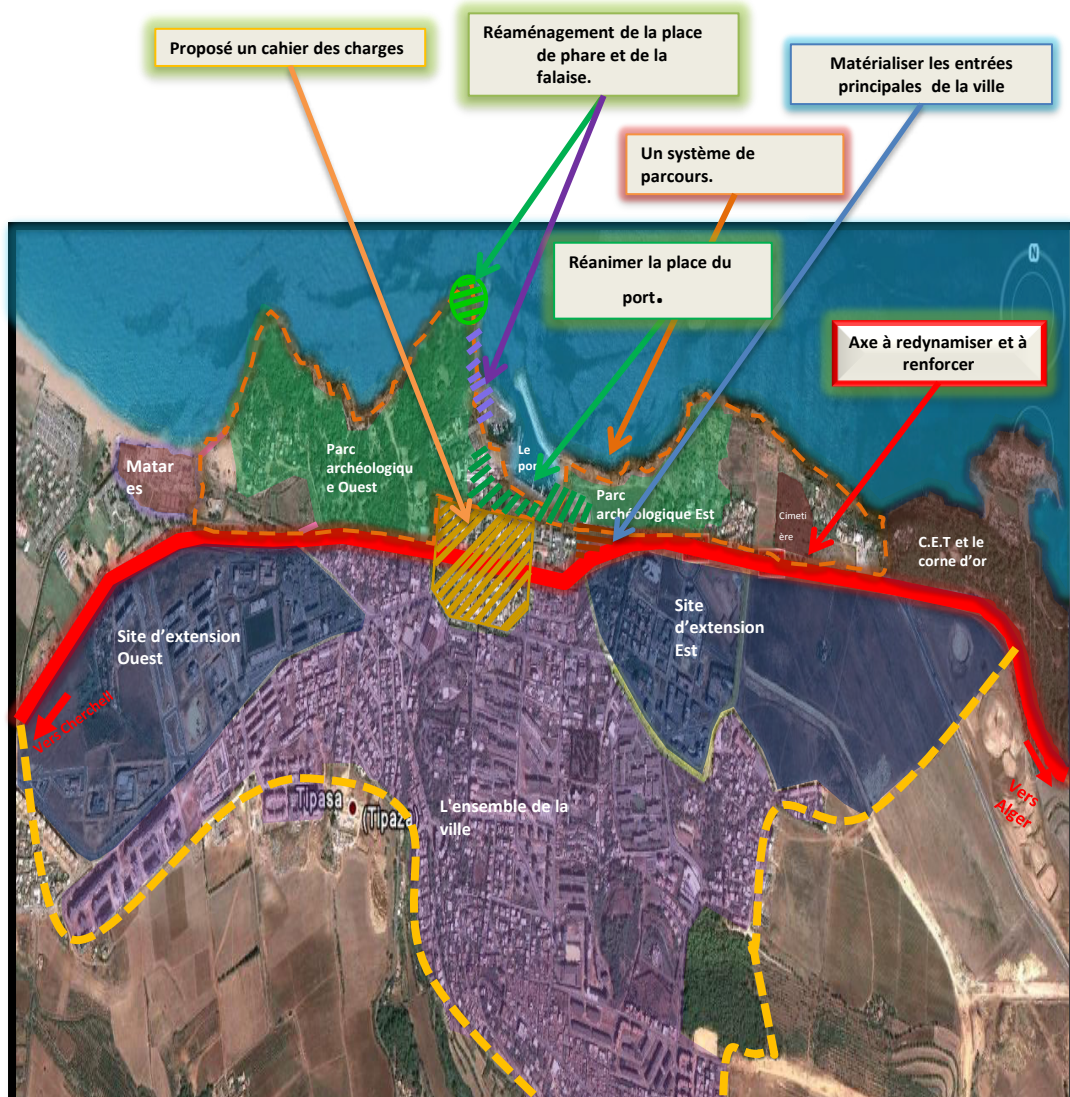 Proposé un cahier des charges
Réaménagement de la place
de phare et de la
falaise.
Matérialiser les entrées
principales de la ville
Un système de
parcours.
Réanimer la place du
port.
Axe à redynamiser et à
renforcer
N
Matar
es
Parc
archéologiqu
e Ouest
Le
por
Parc
archéologique Est
Cimeti
ère
C.E.T et le
corne d'or
Site d'extension
Ouest
Site
d'extension
Est
Vers Cherchell
Tipasa
(Tipaza)
L'ensemble de la
ville
Vers
Alger